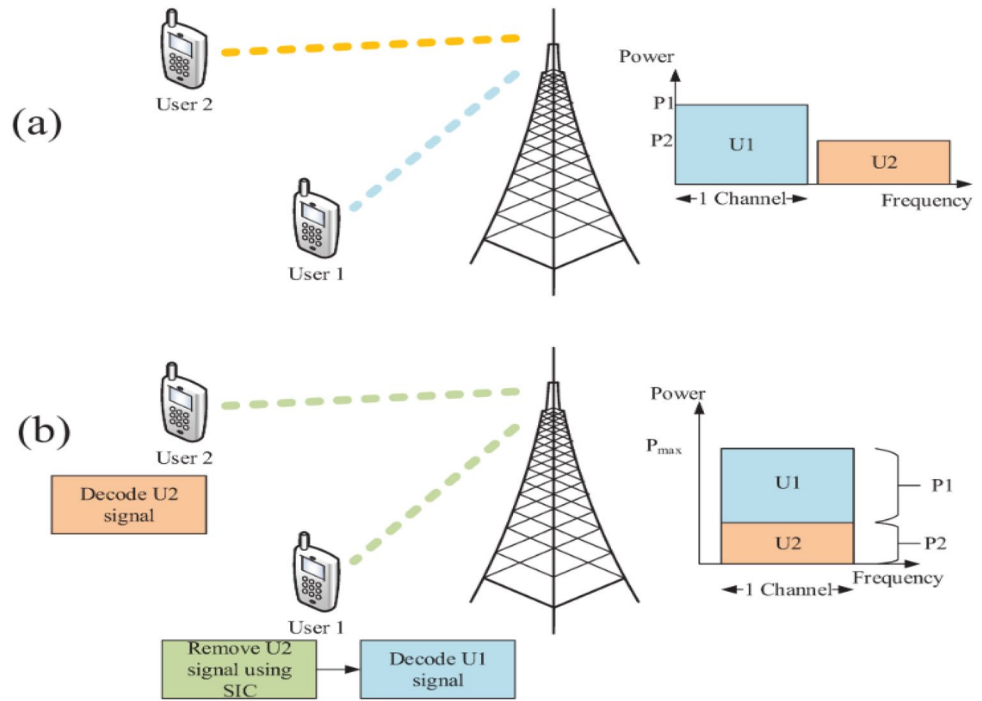 (a)
User 2
User 1
Power
P1
P2
U1
U2
1 Channel
Frequency
(b)
User 2
Decode U2
signal
User 1
Remove U2
signal using
SIC
Decode U1
signal
Power
Pmax
U1
U2
P1
P2
Frequency
1 Channel